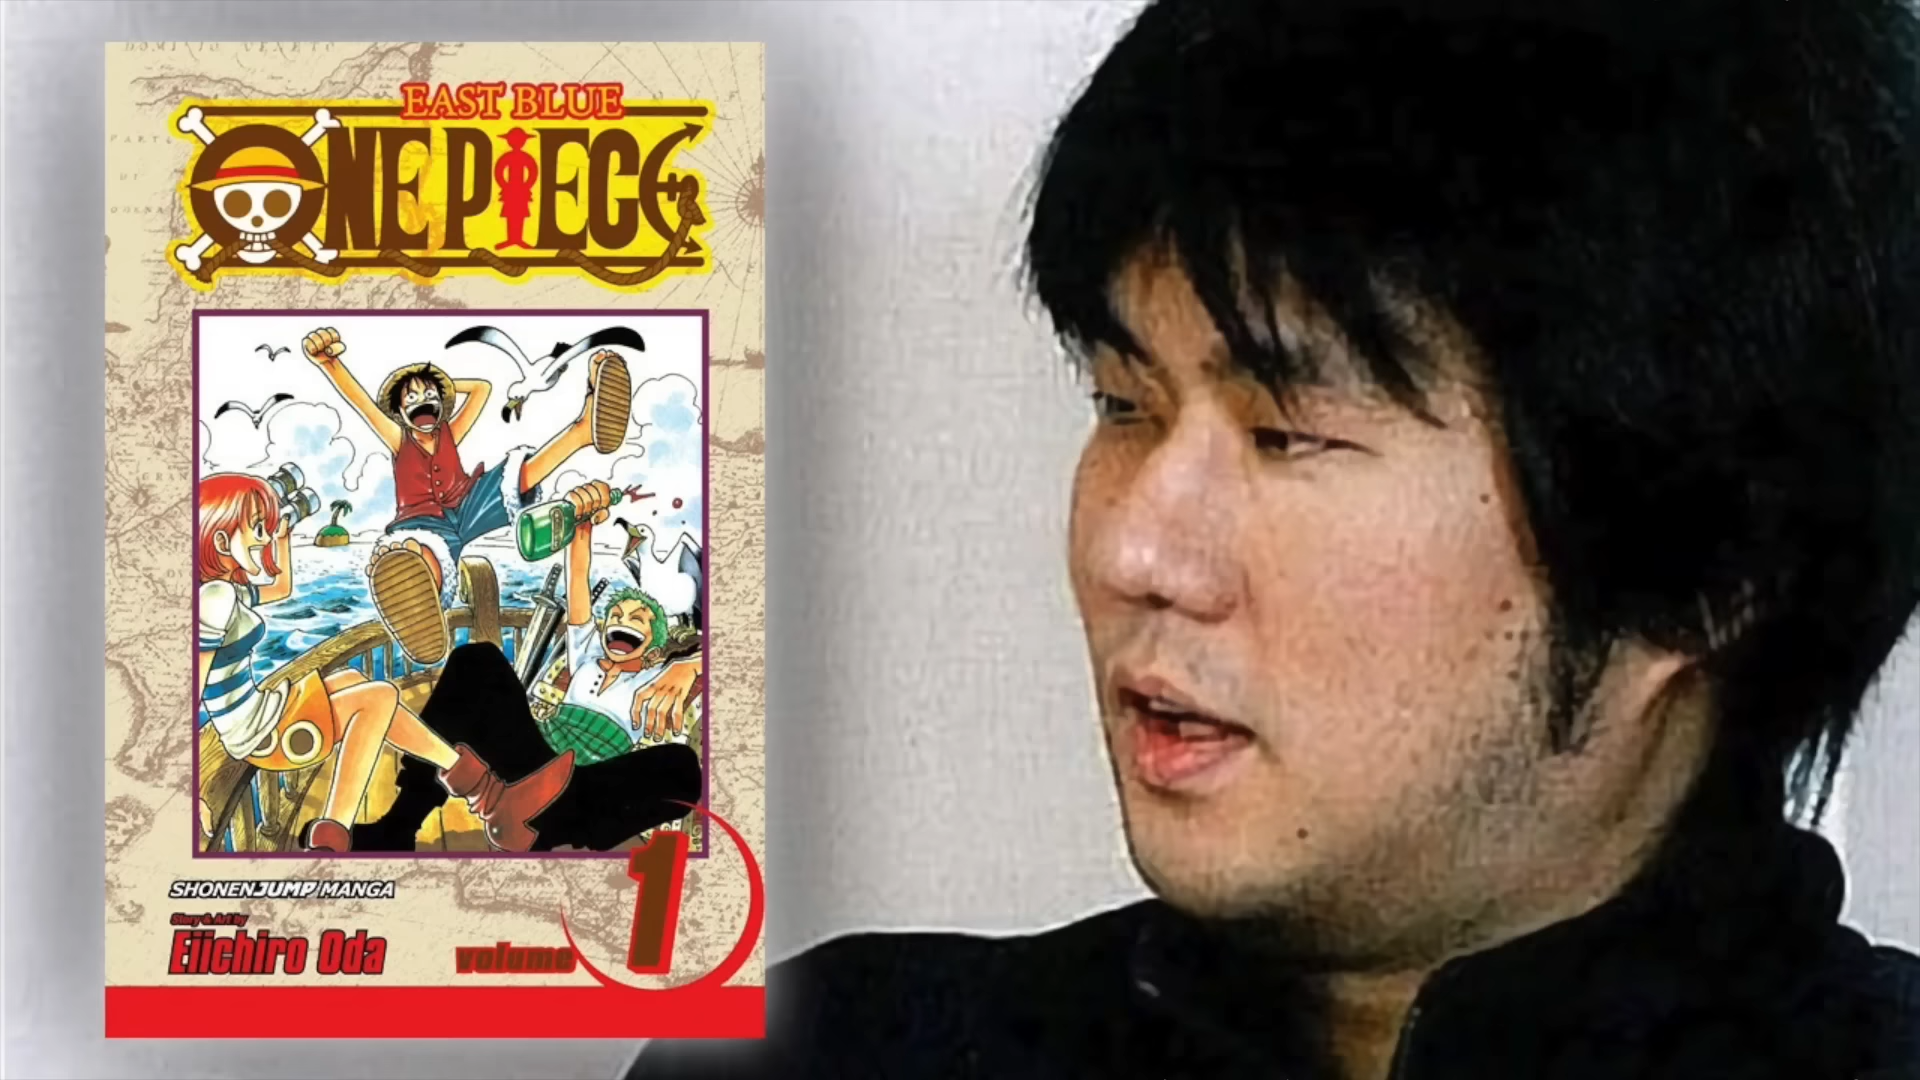 EAST BLUE
ONE PIECE
SHONEN JUMP MANGA
Story & Art by
Eiichiro Oda
volume 1